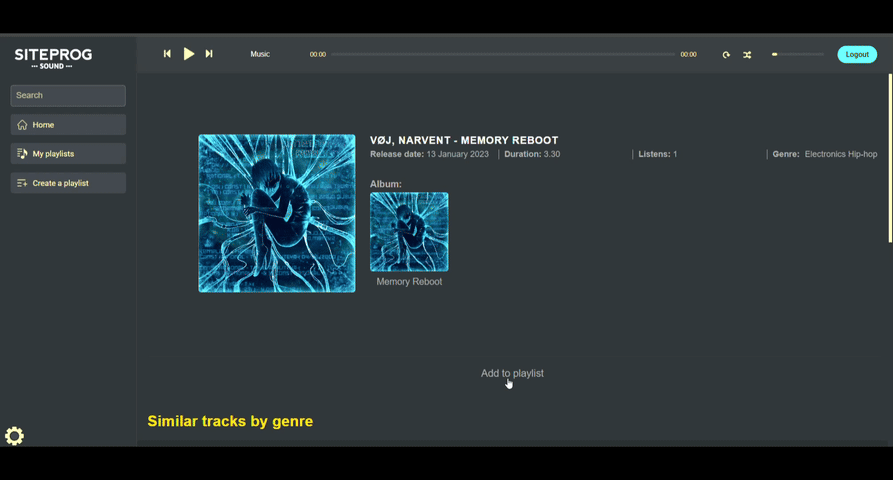 SITEPROG
--- SOUND ---
Music
00:00
00:00
Logout
Search
Home
My playlists
Create a playlist
VØJ, NARVENT - MEMORY REBOOT
Release date: 13 January 2023
Duration: 3.30
Listens: 1
Genre: Electronics Hip-hop
Album:
Memory Reboot
Add to playlist
Similar tracks by genre